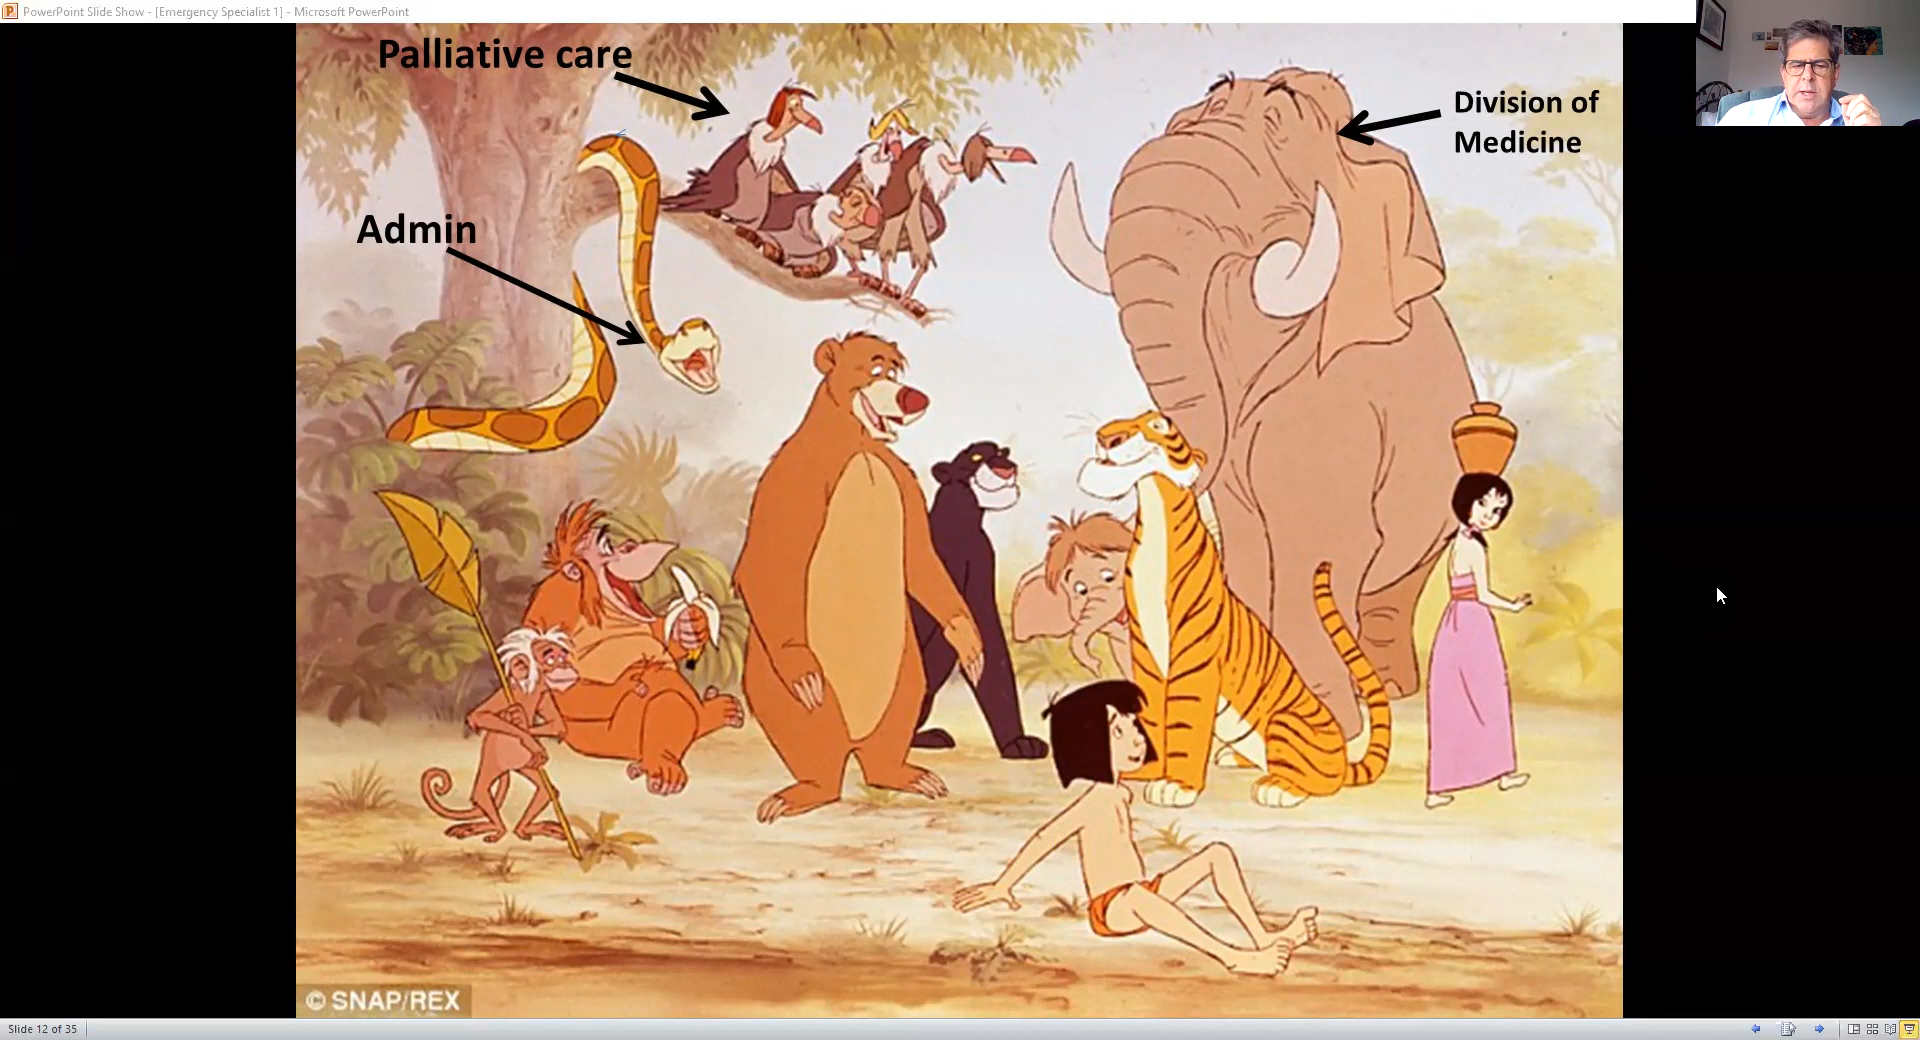 PowerPoint Slide Show - [Emergency Specialist 1] - Microsoft PowerPoint
Palliative care
Division of
Medicine
Admin
© SNAP/REX
Slide 12 of 35